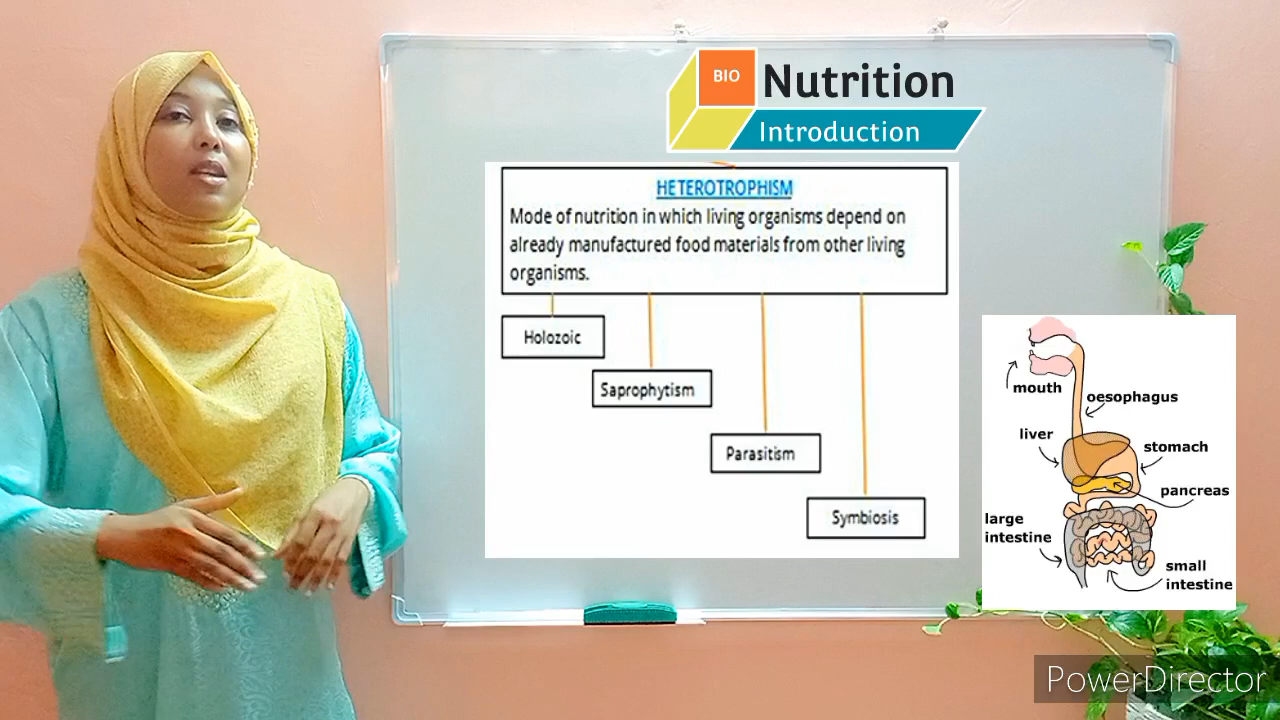 BIO
Nutrition
Introduction
HETEROTROPHISM
Mode of nutrition in which living organisms depend on
already manufactured food materials from other living
organisms.
Holozoic
Saprophytism
Parasitism
Symbiosis
mouth
oesophagus
liver
stomach
pancreas
large
intestine
small
intestine
PowerDirector